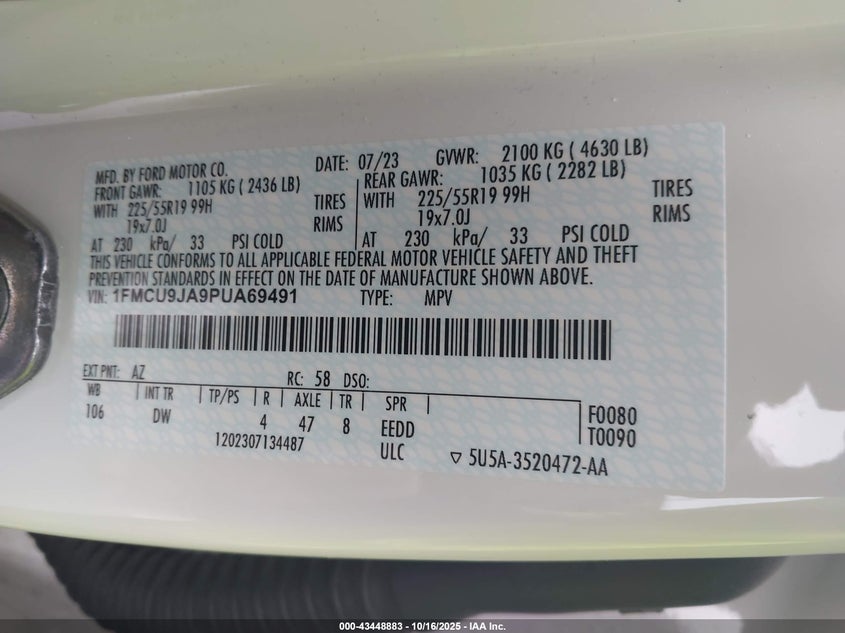 MFD. BY FORD MOTOR CO. DATE: 07/23 GVWR: 2100 KG ( 4630 LB)
FRONT GAWR: 1105 KG ( 2436 LB) REAR GAWR: 1035 KG ( 2282 LB)
WITH 225/55R19 99H TIRES WITH 225/55R19 99H TIRES
19x7.0J RIMS 19x7.0J RIMS
AT 230 kPa/ 33 PSI COLD AT 230 kPa/ 33 PSI COLD
THIS VEHICLE CONFORMS TO ALL APPLICABLE FEDERAL MOTOR VEHICLE SAFETY AND THEFT
PREVENTION STANDARDS IN EFFECT ON THE DATE OF MANUFACTURE SHOWN ABOVE.
VIN: 1FMCU9JA9PUA69491 TYPE: MPV
EXT PNT: AZ RC: 58 DSO:
WB INT TR TP/PS R AXLE TR SPR F0080
106 DW 4 47 8 EEDD T0090
1202307134487 ULC ▽ 5U5A-3520472-AA
000-43448883 - 10/16/2025 - IAA Inc.